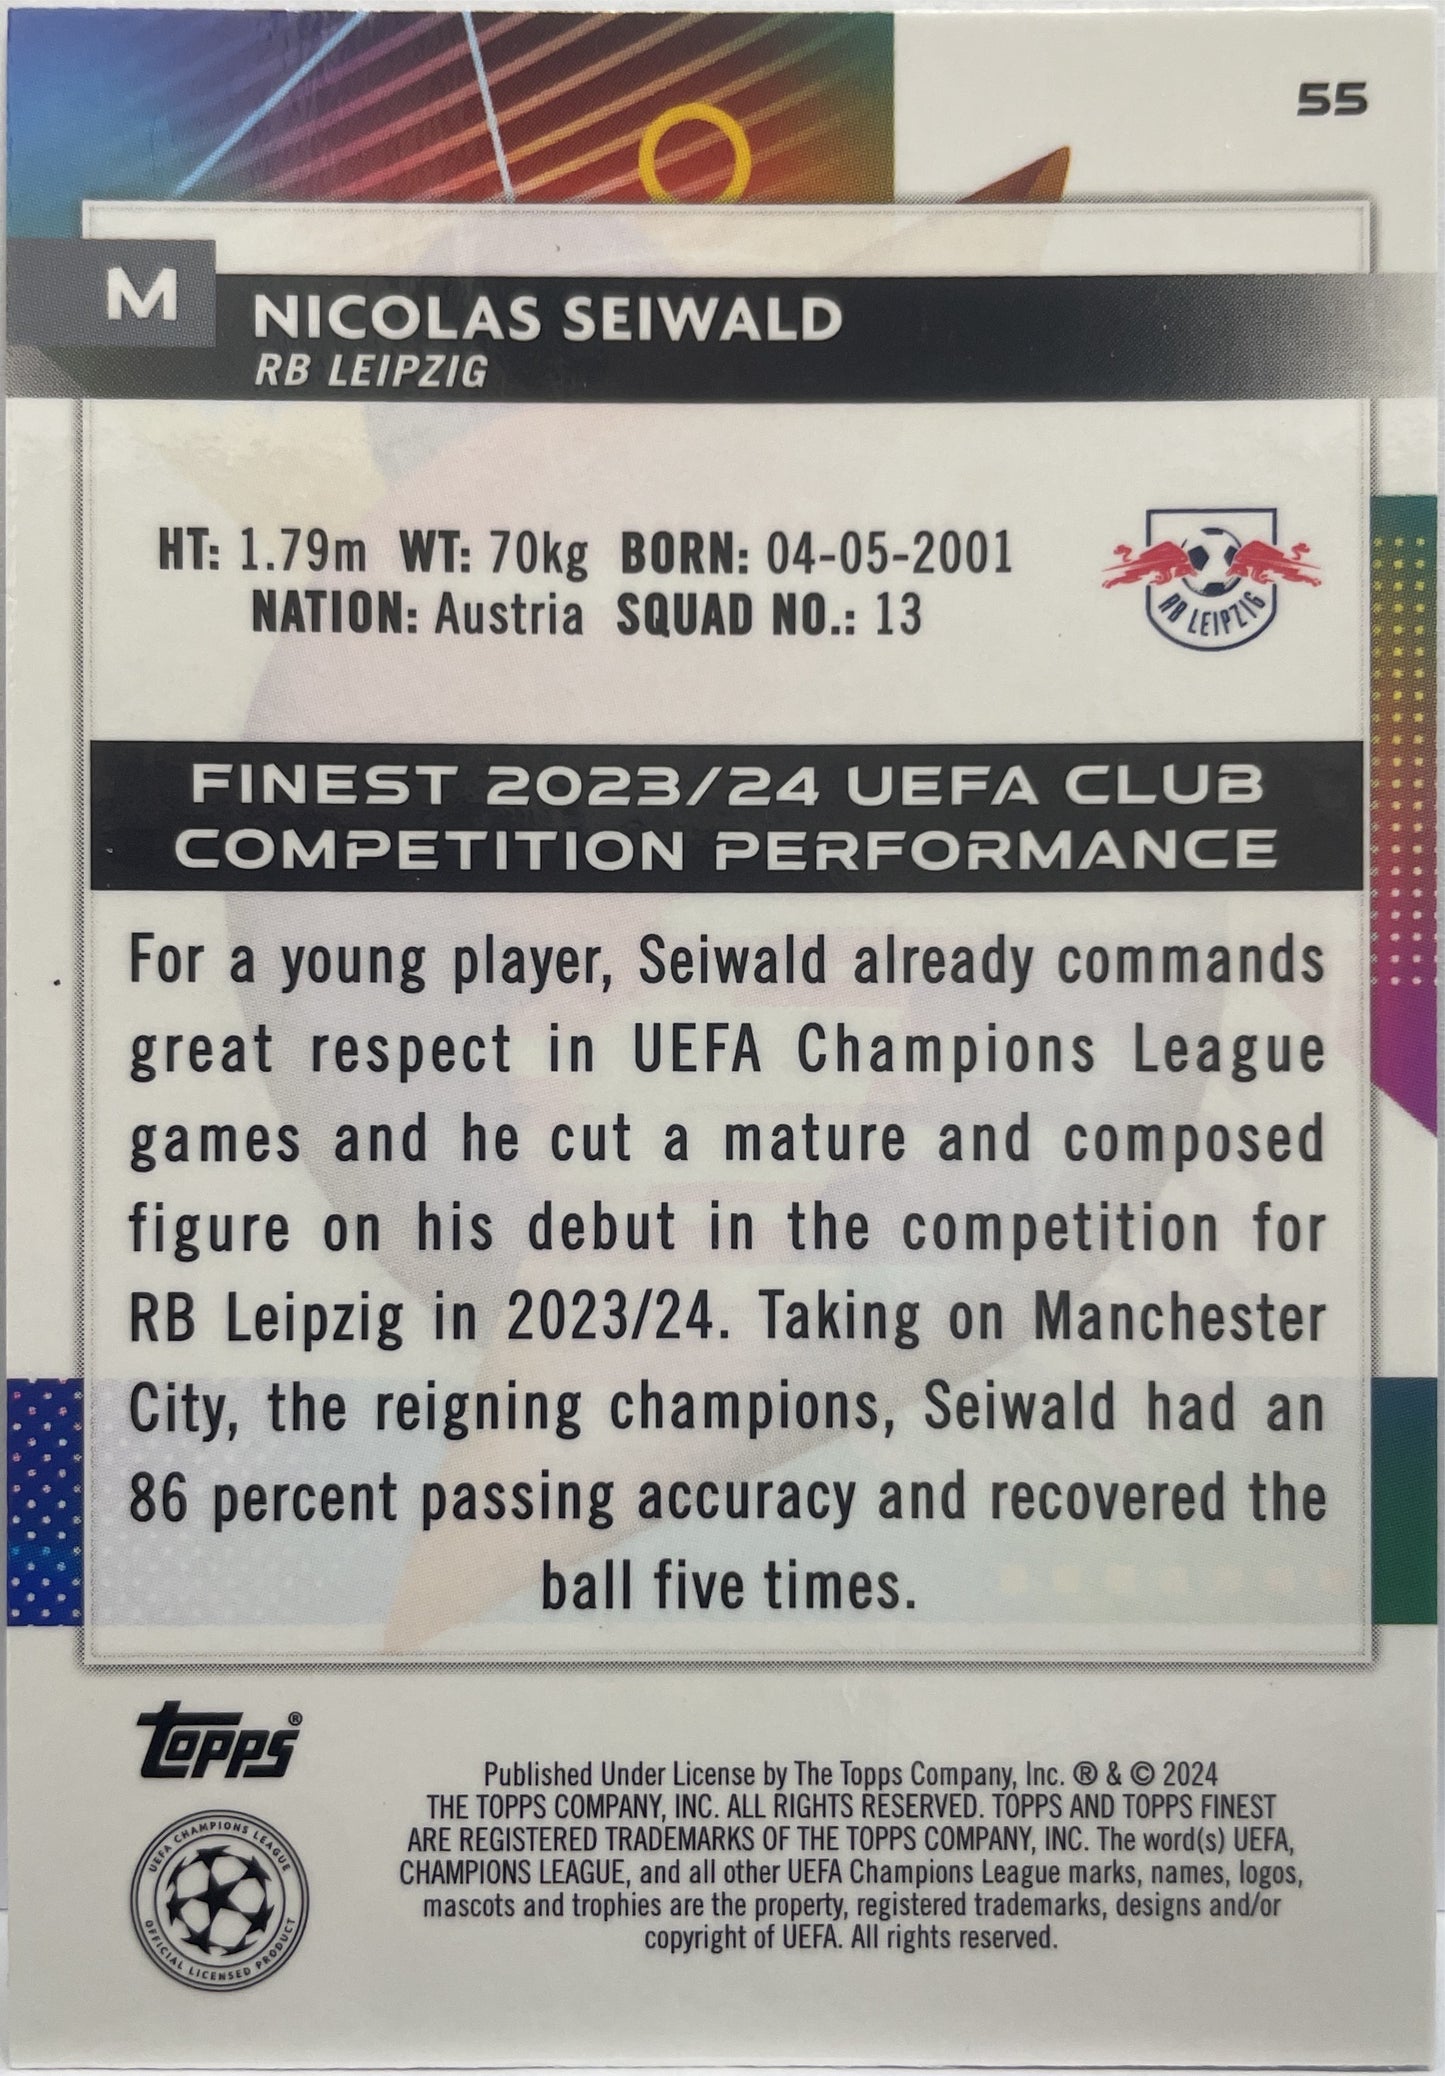 55
M
NICOLAS SEIWALD
RB LEIPZIG
HT: 1.79m WT: 70kg BORN: 04-05-2001
NATION: Austria SQUAD NO.: 13
RB LEIPZIG
FINEST 2023/24 UEFA CLUB
COMPETITION PERFORMANCE
For a young player, Seiwald already commands
great respect in UEFA Champions League
games and he cut a mature and composed
figure on his debut in the competition for
RB Leipzig in 2023/24. Taking on Manchester
City, the reigning champions, Seiwald had an
86 percent passing accuracy and recovered the
ball five times.
topps®
UEFA CHAMPIONS LEAGUE
OFFICIAL LICENSED PRODUCT
Published Under License by The Topps Company, Inc. ® & © 2024
THE TOPPS COMPANY, INC. ALL RIGHTS RESERVED. TOPPS AND TOPPS FINEST
ARE REGISTERED TRADEMARKS OF THE TOPPS COMPANY, INC. The word(s) UEFA,
CHAMPIONS LEAGUE, and all other UEFA Champions League marks, names, logos,
mascots and trophies are the property, registered trademarks, designs and/or
copyright of UEFA. All rights reserved.